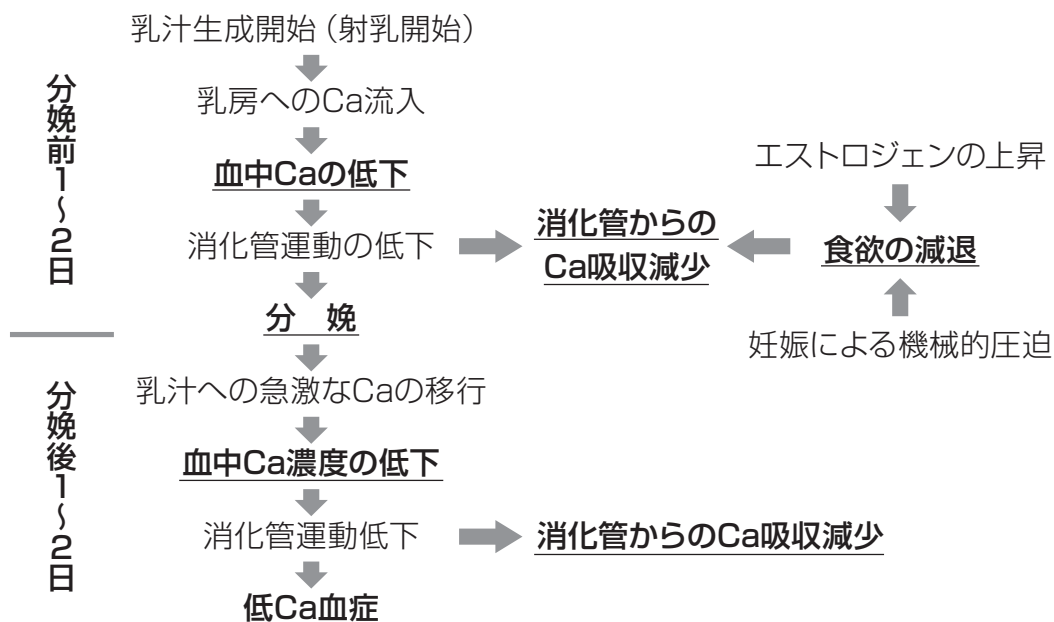 乳汁生成開始（射乳開始）
乳房へのCa流入
血中Caの低下
消化管運動の低下
分　娩
乳汁への急激なCaの移行
血中Ca濃度の低下
消化管運動低下
低Ca血症
分娩前1〜2日
分娩後1〜2日
消化管からの
Ca吸収減少
エストロジェンの上昇
食欲の減退
妊娠による機械的圧迫
消化管からのCa吸収減少